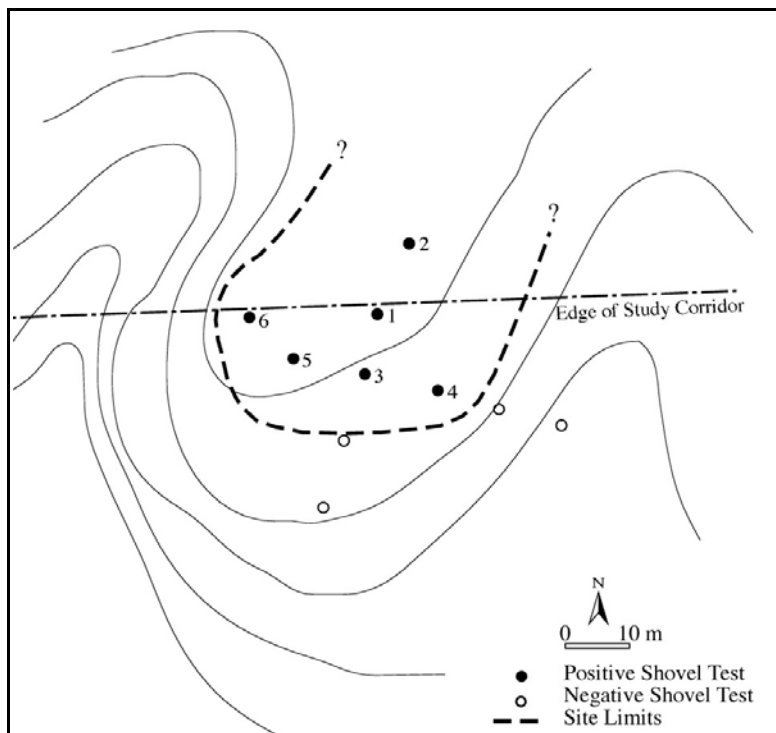 ?
?
2
1
6
Edge of Study Corridor
5
3
4
N
0 10 m
Positive Shovel Test
Negative Shovel Test
Site Limits